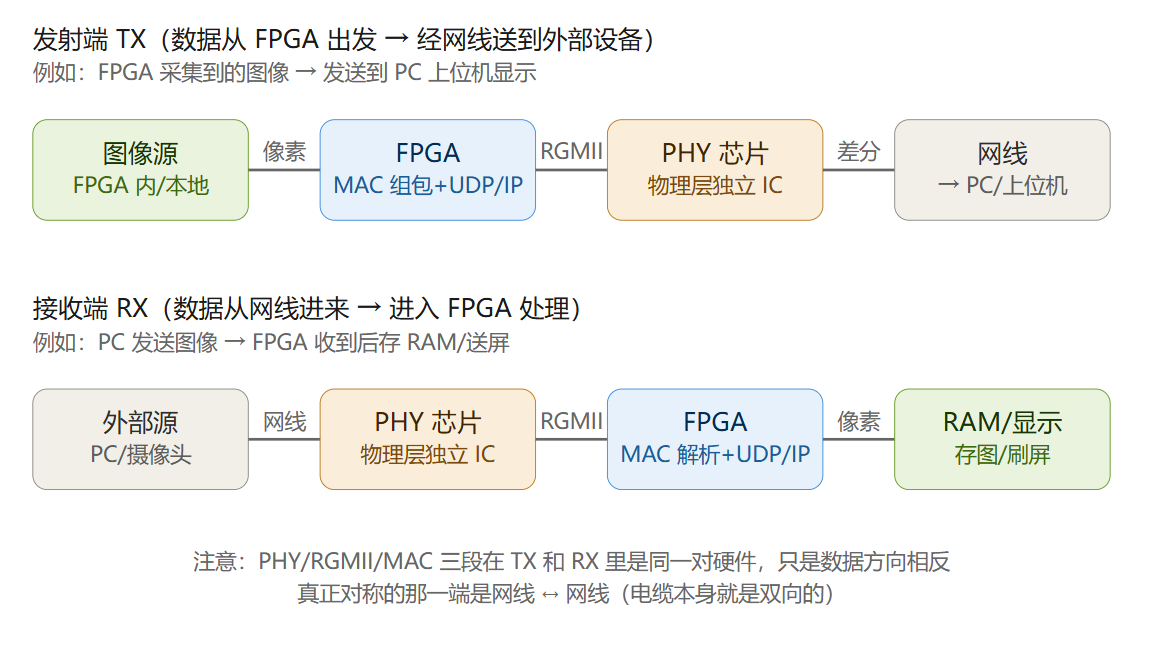 发射端 TX（数据从 FPGA 出发 → 经网线送到外部设备）
例如：FPGA 采集到的图像 → 发送到 PC 上位机显示
图像源
FPGA 内/本地
像素
FPGA
MAC 组包+UDP/IP
RGMII
PHY 芯片
物理层独立 IC
差分
网线
→ PC/上位机
接收端 RX（数据从网线进来 → 进入 FPGA 处理）
例如：PC 发送图像 → FPGA 收到后存 RAM/送屏
外部源
PC/摄像头
网线
PHY 芯片
物理层独立 IC
RGMII
FPGA
MAC 解析+UDP/IP
像素
RAM/显示
存图/刷屏
注意：PHY/RGMII/MAC 三段在 TX 和 RX 里是同一对硬件，只是数据方向相反
真正对称的那一端是网线 ↔ 网线（电缆本身就是双向的）